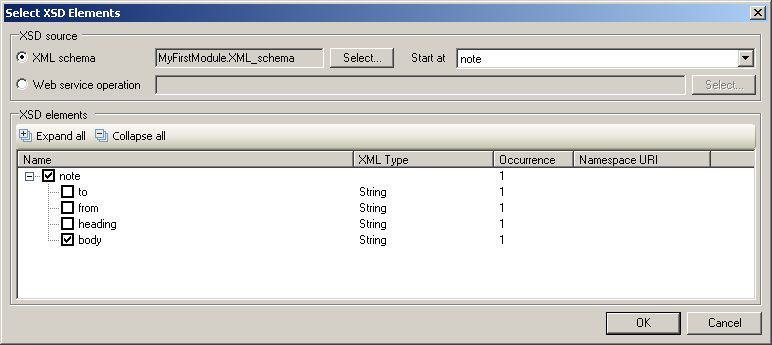 Select XSD Elements
XSD source
XML schema MyFirstModule.XML_schema Select... Start at note
Web service operation Select...
XSD elements
Expand all Collapse all
Name XML Type Occurrence Namespace URI
note 1
to String 1
from String 1
heading String 1
body String 1
OK Cancel